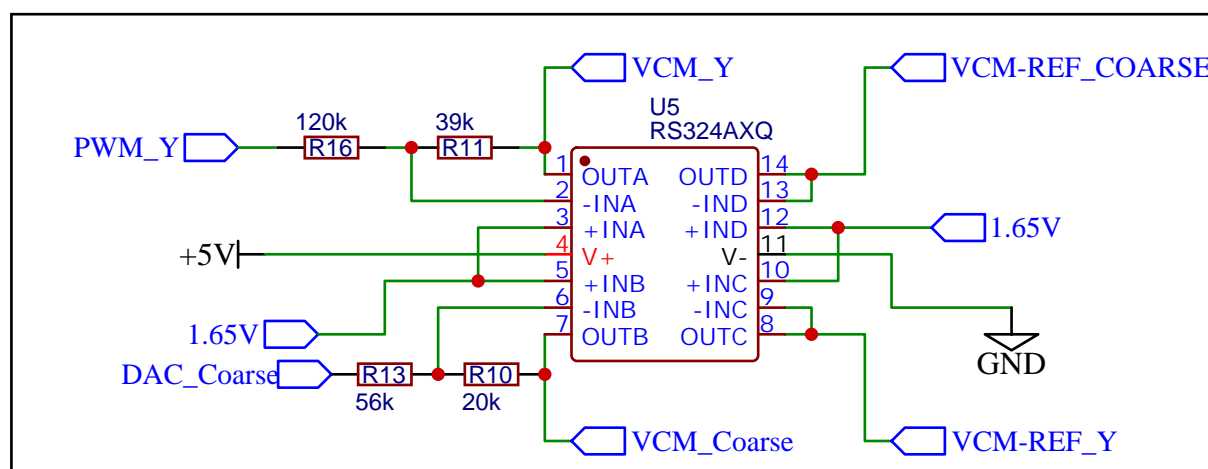 VCM_Y
VCM-REF_COARSE
U5
RS324AXQ
120k
39k
PWM_Y
R16
R11
1
OUTA
OUTD
14
2
-INA
-IND
13
3
+INA
+IND
12
1.65V
+5V
4
V+
V-
11
5
+INB
+INC
10
6
-INB
-INC
9
1.65V
7
OUTB
OUTC
8
GND
DAC_Coarse
R13
R10
56k
20k
VCM_Coarse
VCM-REF_Y